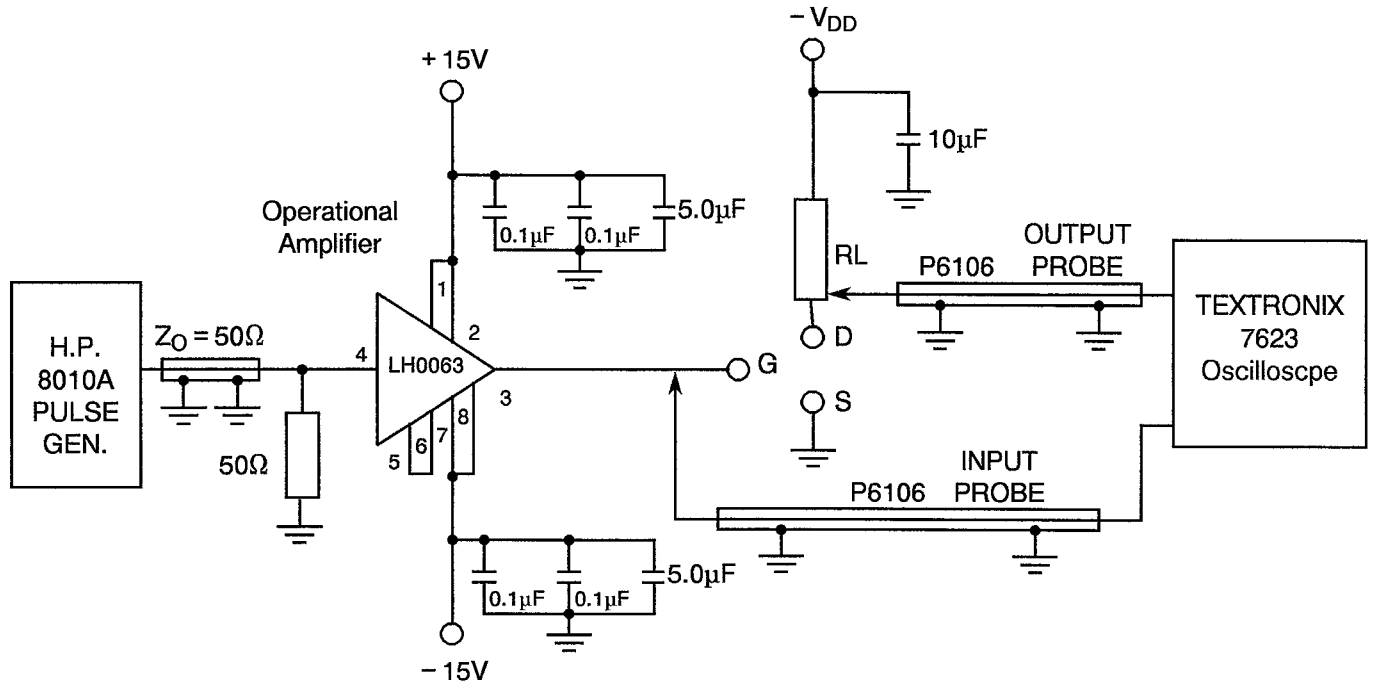 − VDD
+ 15V
10µF
Operational
Amplifier
5.0µF
0.1µF
0.1µF
OUTPUT
P6106 PROBE
RL
1
2
H.P.
8010A
PULSE
GEN.
ZO = 50Ω
4
LH0063
3
G
D
TEXTRONIX
7623
Oscilloscpe
S
50Ω
5
6
7
8
INPUT
P6106 PROBE
5.0µF
0.1µF
0.1µF
− 15V